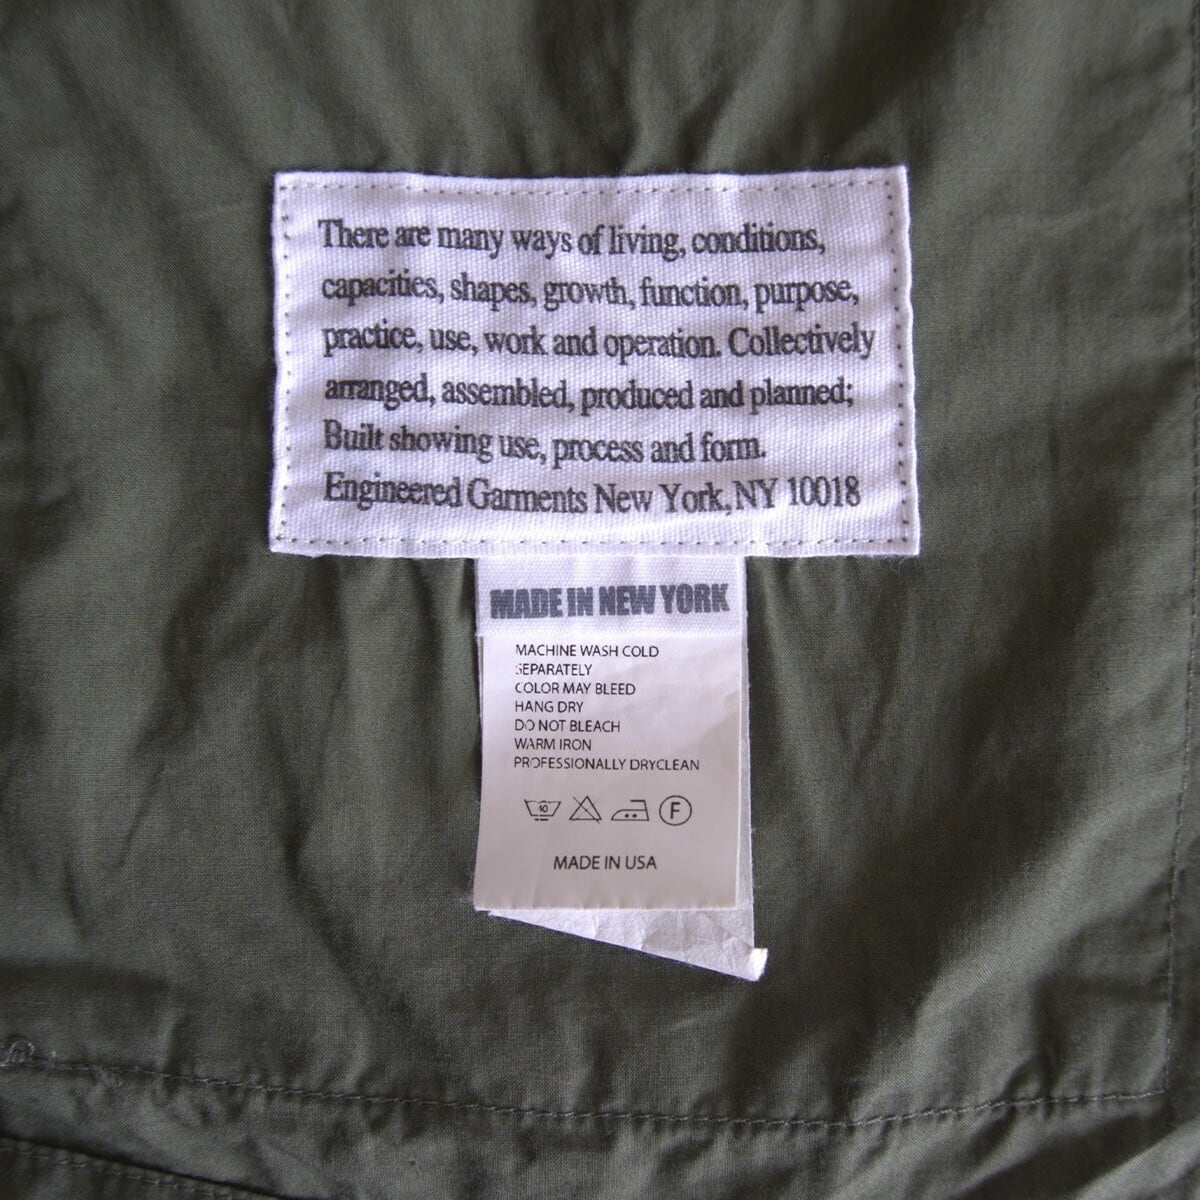 There are many ways of living, conditions,
capacities, shapes, growth, function, purpose,
practice, use, work and operation. Collectively
arranged, assembled, produced and planned;
Built showing use, process and form.
Engineered Garments New York, NY 10018
MADE IN NEW YORK
MACHINE WASH COLD
SEPARATELY
COLOR MAY BLEED
HANG DRY
DO NOT BLEACH
WARM IRON
PROFESSIONALLY DRYCLEAN
40 F
MADE IN USA